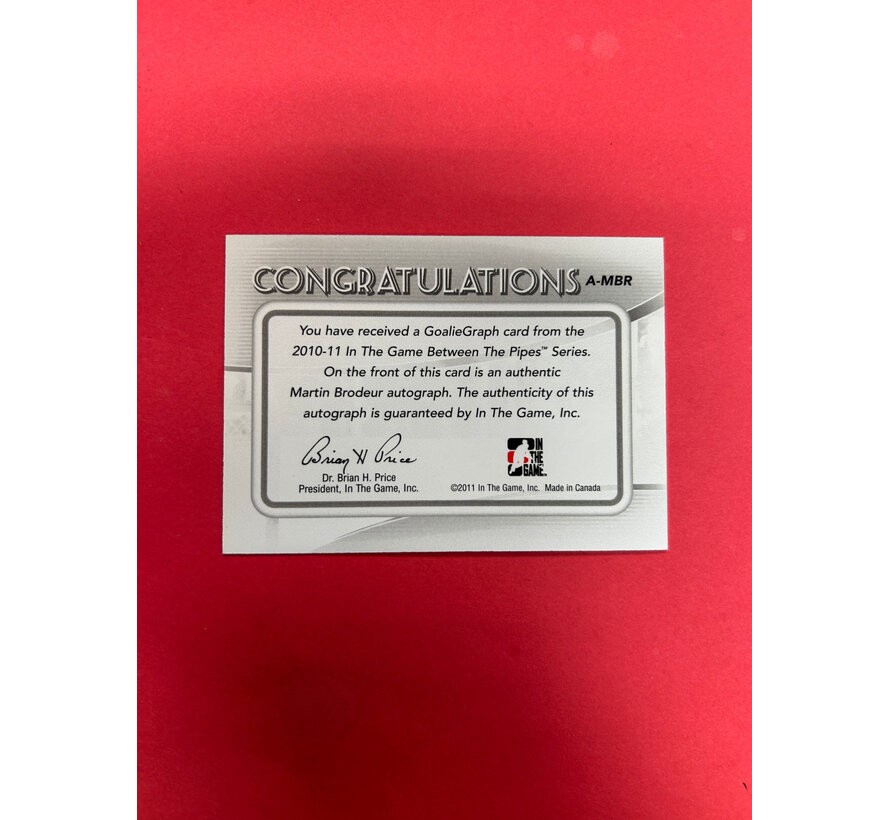 CONGRATULATIONS A-MBR
You have received a GoalieGraph card from the
2010-11 In The Game Between The Pipes™ Series.
On the front of this card is an authentic
Martin Brodeur autograph. The authenticity of this
autograph is guaranteed by In The Game, Inc.
Brian H Price
Dr. Brian H. Price
President, In The Game, Inc.
IN
THE
GAME
©2011 In The Game, Inc. Made in Canada